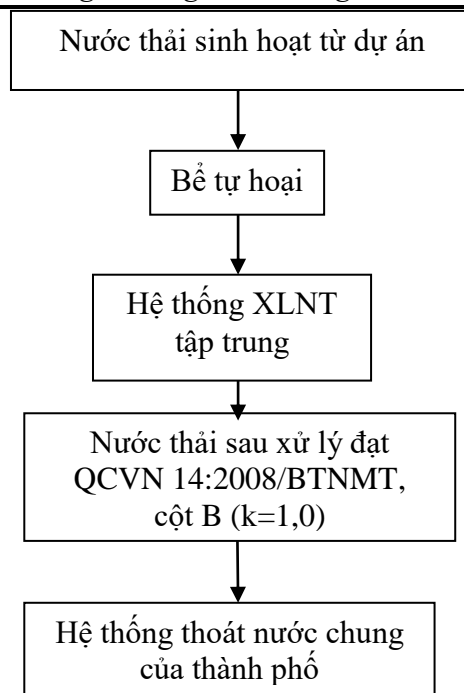 Nước thải sinh hoạt từ dự án
Bể tự hoại
Hệ thống XLNT
tập trung
Nước thải sau xử lý đạt
QCVN 14:2008/BTNMT,
cột B (k=1,0)
Hệ thống thoát nước chung
của thành phố